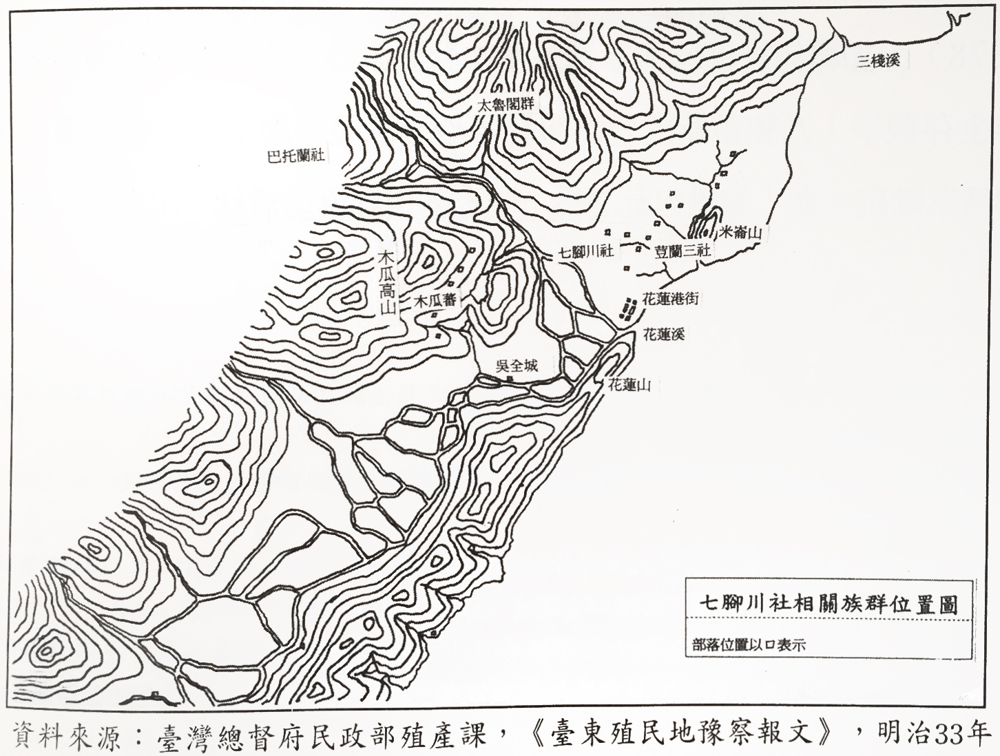 三棧溪
太魯閣群
巴托蘭社
米崙山
七腳川社
荳蘭三社
木瓜高山
木瓜蕃
花蓮港街
花蓮溪
吳全城
花蓮山
七腳川社相關族群位置圖
部落位置以口表示
資料來源：臺灣總督府民政部殖產課，《臺東殖民地豫察報文》，明治33年